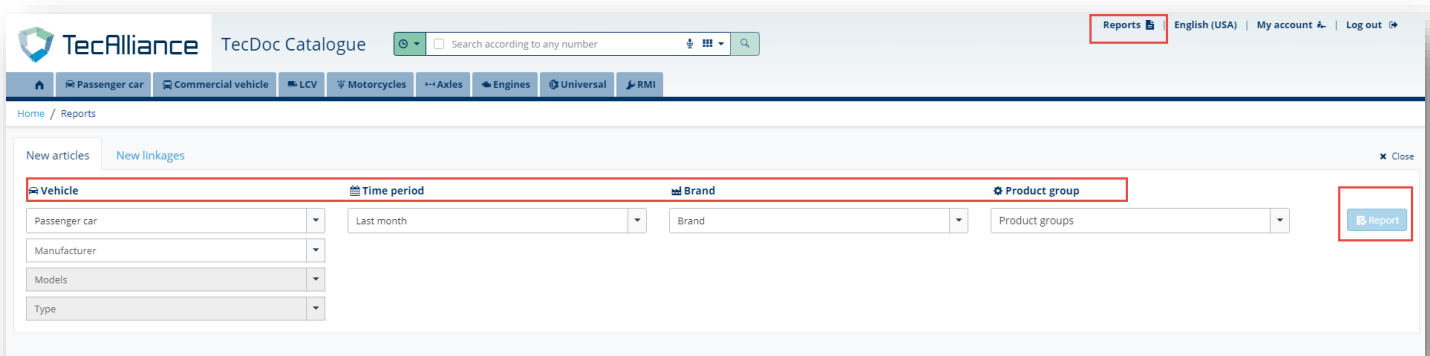 Reports | English (USA) | My account | Log out
TecAlliance TecDoc Catalogue Search according to any number
Passenger car Commercial vehicle LCV Motorcycles Axles Engines Universal RMI
Home / Reports
New articles New linkages Close
Vehicle Time period Brand Product group
Passenger car Last month Brand Product groups Report
Manufacturer
Models
Type